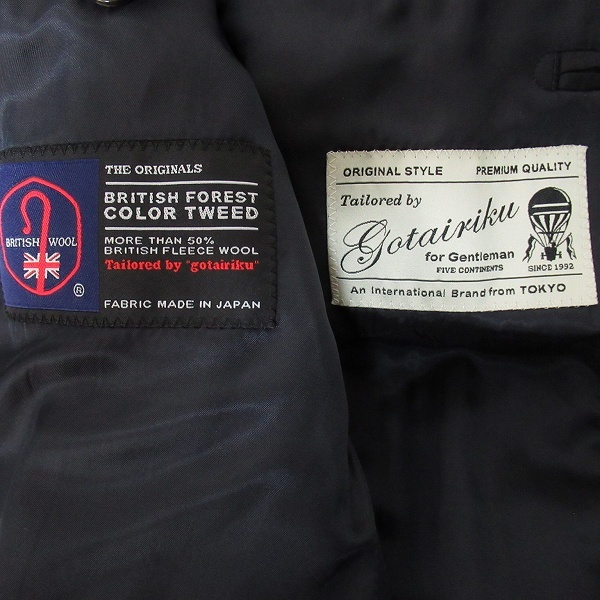 BRITISH WOOL
®
THE ORIGINALS
BRITISH FOREST
COLOR TWEED
MORE THAN 50%
BRITISH FLEECE WOOL
Tailored by "gotairiku"
FABRIC MADE IN JAPAN
ORIGINAL STYLE PREMIUM QUALITY
Tailored by
Gotairiku
for Gentleman
FIVE CONTINENTS
SINCE 1992
An International Brand from TOKYO